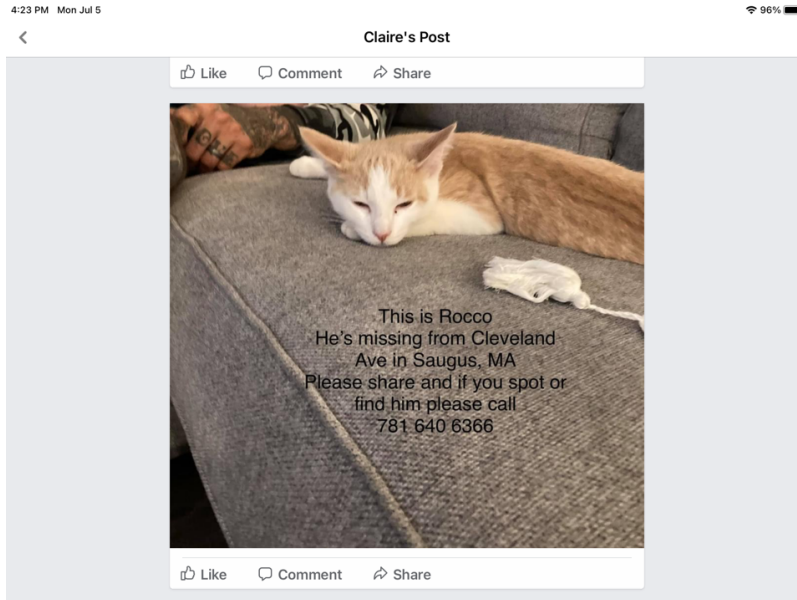 4:23 PM Mon Jul 5
96%
Claire's Post
Like Comment Share
This is Rocco
He's missing from Cleveland
Ave in Saugus, MA
Please share and if you spot or
find him please call
781 640 6366
Like Comment Share